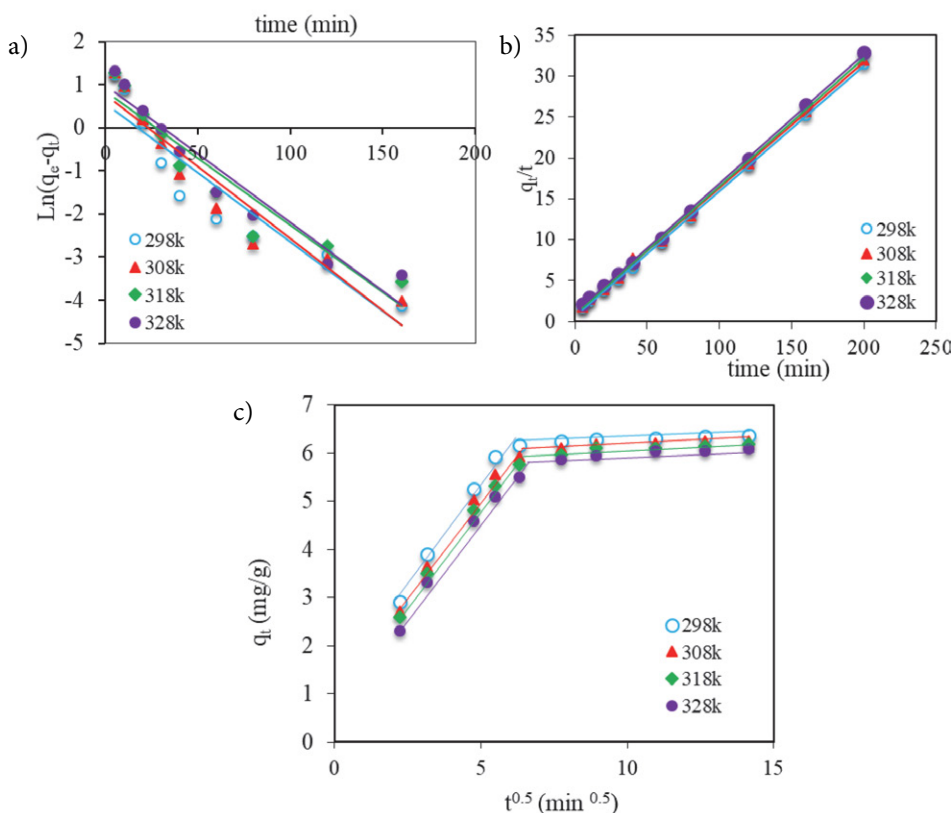 a)
time (min)
2
1
0
-1
-2
-3
-4
-5
0
50
100
150
200
Ln(qₑ-qₜ)
298k
308k
318k
328k
b)
35
30
25
20
15
10
5
0
qₜ/t
0 50 100 150 200 250
time (min)
298k
308k
318k
328k
c)
7
6
5
4
3
2
1
0
qₜ (mg/g)
0 5 10 15
t^0.5 (min ^0.5)
298k
308k
318k
328k